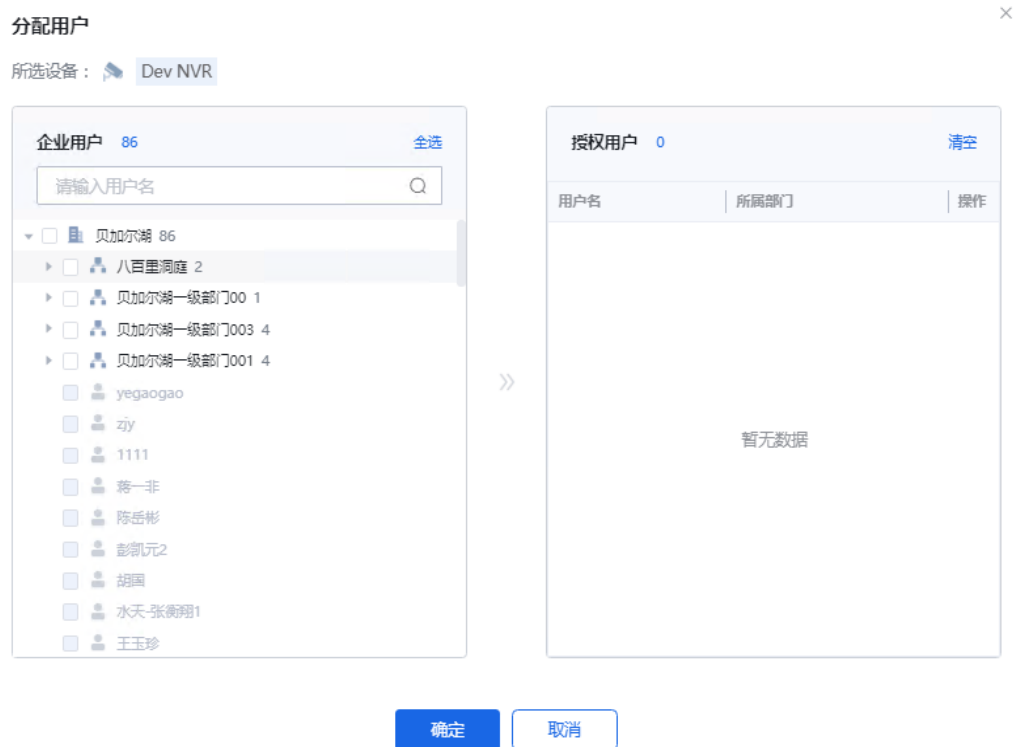 分配用户
所选设备： Dev NVR
企业用户 86 全选
请输入用户名
贝加尔湖 86
八百里洞庭 2
贝加尔湖一级部门00 1
贝加尔湖一级部门003 4
贝加尔湖一级部门001 4
yegaogao
zjy
1111
蒋一非
陈岳彬
彭凯元2
胡国
水天-张衡翔1
王玉珍
授权用户 0 清空
用户名 所属部门 操作
暂无数据
确定 取消